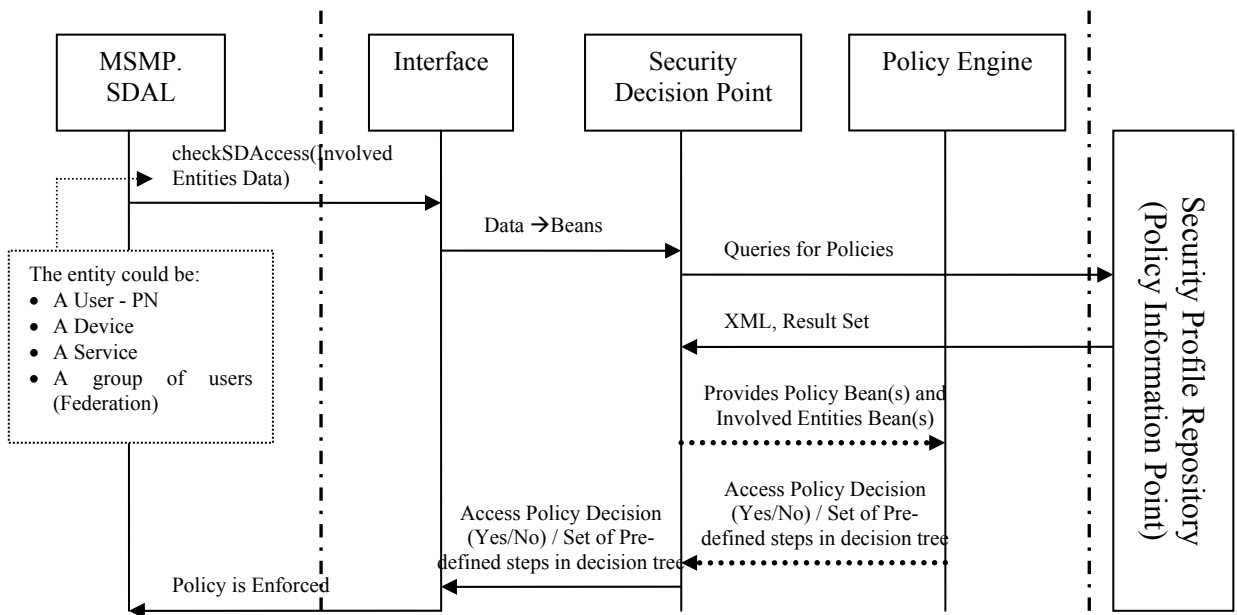 MSMP.
SDAL
Interface
Security
Decision Point
Policy Engine
checkSDAccess(Involved
Entities Data)
Data →Beans
Queries for Policies
XML, Result Set
The entity could be:
• A User - PN
• A Device
• A Service
• A group of users
(Federation)
Provides Policy Bean(s) and
Involved Entities Bean(s)
Access Policy Decision
(Yes/No) / Set of Pre-
defined steps in decision tree
Access Policy Decision
(Yes/No) / Set of Pre-
defined steps in decision tree
Policy is Enforced
Security Profile Repository
(Policy Information Point)